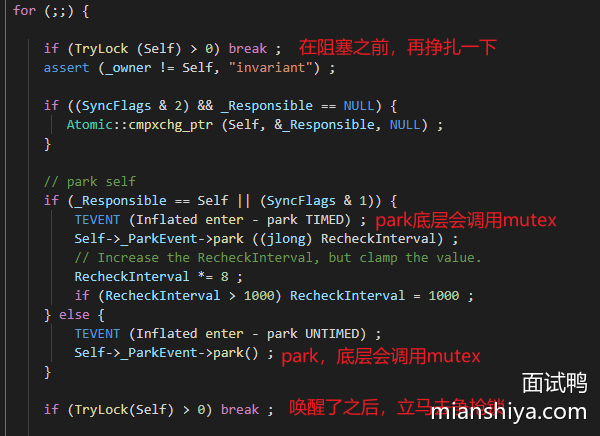 for (;;) {
if (TryLock (Self) > 0) break ; 在阻塞之前，再挣扎一下
assert (_owner != Self, "invariant") ;
if ((SyncFlags & 2) && _Responsible == NULL) {
Atomic::cmpxchg_ptr (Self, &_Responsible, NULL) ;
}
// park self
if (_Responsible == Self || (SyncFlags & 1)) {
TEVENT (Inflated enter - park TIMED) ; park底层会调用mutex
Self->_ParkEvent->park ((jlong) RecheckInterval) ;
// Increase the RecheckInterval, but clamp the value.
RecheckInterval *= 8 ;
if (RecheckInterval > 1000) RecheckInterval = 1000 ;
} else {
TEVENT (Inflated enter - park UNTIMED) ;
Self->_ParkEvent->park() ; park，底层会调用mutex
}
面试鸭
if (TryLock(Self) > 0) break ; 唤醒了之后，立马去争抢锁
mianshiya.com